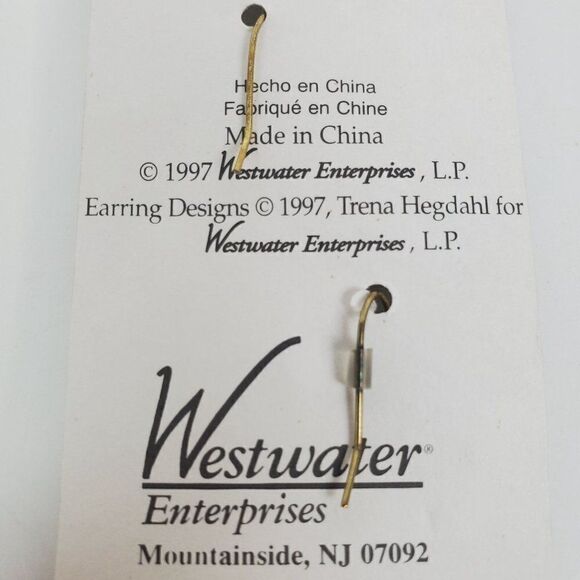 Hecho en China
Fabriqué en Chine
Made in China
© 1997 Westwater Enterprises, L.P.
Earring Designs © 1997, Trena Hegdahl for
Westwater Enterprises, L.P.
Westwater®
Enterprises
Mountainside, NJ 07092